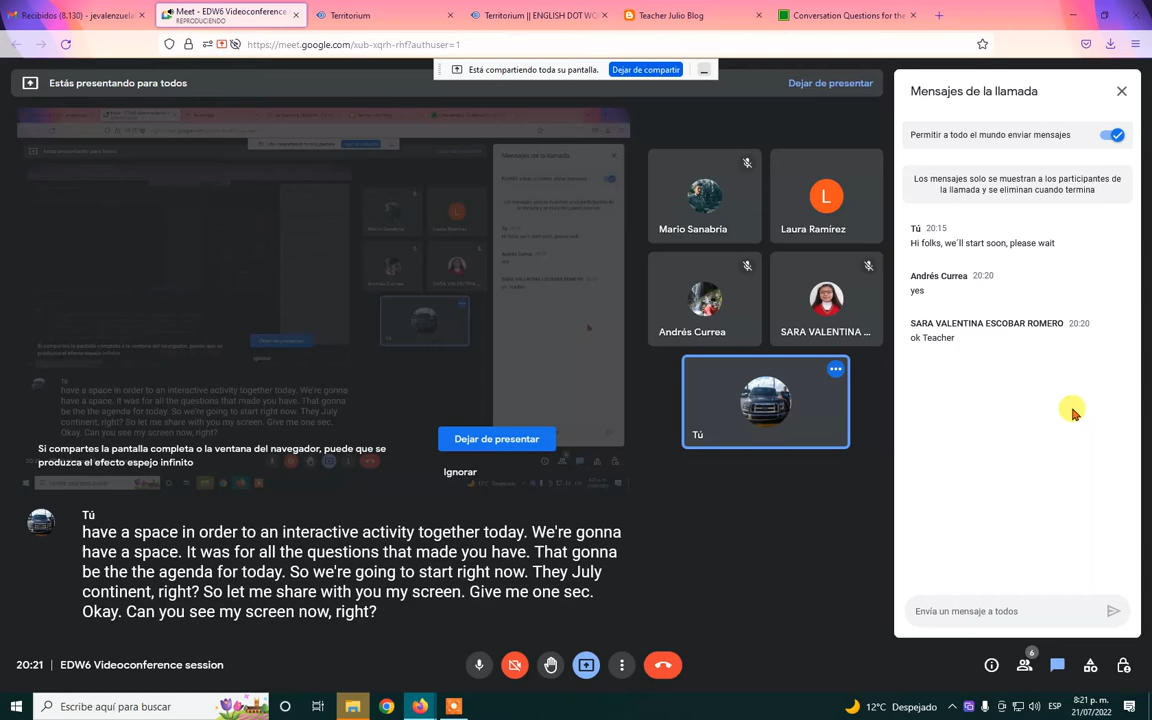 Recibidos (8.130) - jevalenzuel
Meet - EDW6 Videoconference
REPRODUCIENDO
Territorium
Territorium || ENGLISH DOT WO
Teacher Julio Blog
Conversation Questions for the
https://meet.google.com/xub-xqrh-rhf?authuser=1
Está compartiendo toda su pantalla.
Dejar de compartir
Estás presentando para todos
Dejar de presentar
Mensajes de la llamada
Permitir a todo el mundo enviar mensajes
Los mensajes solo se muestran a los participantes de
la llamada y se eliminan cuando termina
Tú 20:15
Hi folks, we´ll start soon, please wait
Andrés Currea 20:20
yes
SARA VALENTINA ESCOBAR ROMERO 20:20
ok Teacher
Mario Sanabria
L
Laura Ramírez
Andrés Currea
SARA VALENTINA ...
Tú
Si compartes la pantalla completa o la ventana del navegador, puede que se
produzca el efecto espejo infinito
Dejar de presentar
Ignorar
Tú
have a space in order to an interactive activity together today. We're gonna
have a space. It was for all the questions that made you have. That gonna
be the the agenda for today. So we're going to start right now. They July
continent, right? So let me share with you my screen. Give me one sec.
Okay. Can you see my screen now, right?
Envía un mensaje a todos
20:21 EDW6 Videoconference session
6
Escribe aquí para buscar
12°C Despejado
ESP
8:21 p. m.
21/07/2022